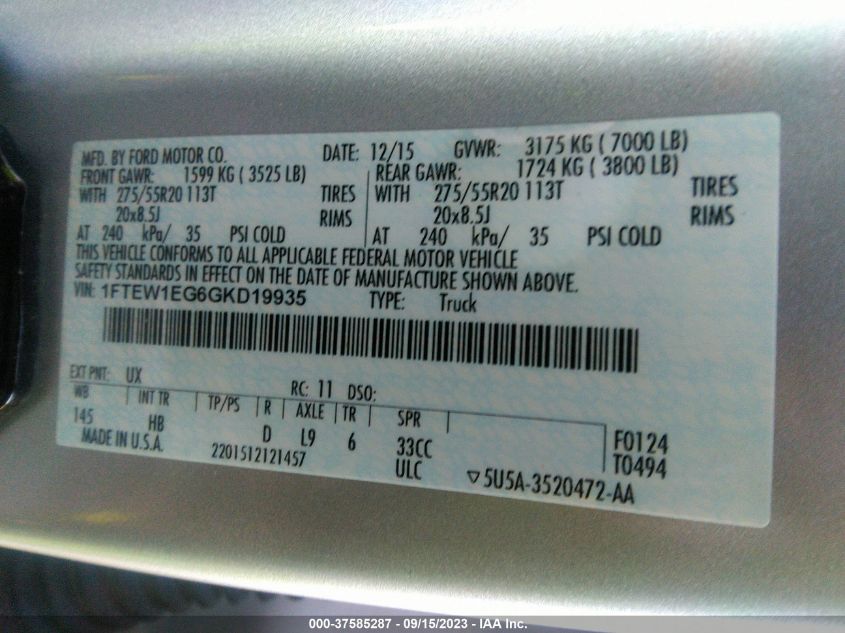 MFD. BY FORD MOTOR CO. DATE: 12/15 GVWR: 3175 KG ( 7000 LB)
FRONT GAWR: 1599 KG ( 3525 LB) REAR GAWR: 1724 KG ( 3800 LB)
WITH 275/55R20 113T TIRES WITH 275/55R20 113T TIRES
20x8.5J RIMS 20x8.5J RIMS
AT 240 kPa/ 35 PSI COLD AT 240 kPa/ 35 PSI COLD
THIS VEHICLE CONFORMS TO ALL APPLICABLE FEDERAL MOTOR VEHICLE
SAFETY STANDARDS IN EFFECT ON THE DATE OF MANUFACTURE SHOWN ABOVE.
VIN: 1FTEW1EG6GKD19935 TYPE: Truck
EXT PNT: UX RC: 11 DSO:
WB INT TR TP/PS R AXLE TR SPR
145 HB D L9 6 33CC F0124
MADE IN U.S.A. ULC T0494
2201512121457 5U5A-3520472-AA
000-37585287 - 09/15/2023 - IAA Inc.